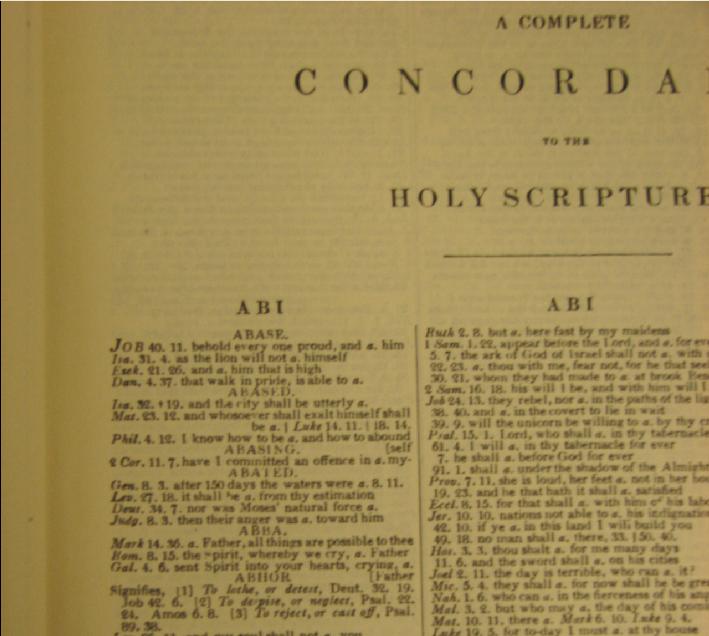 A COMPLETE
CONCORDA
TO THE
HOLY SCRIPTURE
ABI
ABASE.
JOB 40. 11. behold every one proud, and a. him
Isa. 31. 4. as the lion will not a. himself
Ezek. 21. 26. and a. him that is high
Dan. 4. 37. that walk in pride, is able to a.
ABASED.
Isa. 32. † 19. and the city shall be utterly a.
Mat. 23. 12. and whosoever shall exalt himself shall
be a. | Luke 14. 11. | 18. 14.
Phil. 4. 12. I know how to be a. and how to abound
ABASING. [self
2 Cor. 11. 7. have I committed an offence in a. my-
ABATED.
Gen. 8. 3. after 150 days the waters were a. 8. 11.
Lev. 27. 18. it shall be a. from thy estimation
Deut. 34. 7. nor was Moses' natural force a.
Judg. 8. 3. then their anger was a. toward him
ABBA.
Mark 14. 36. a. Father, all things are possible to thee
Rom. 8. 15. the spirit, whereby we cry, a. Father
Gal. 4. 6. sent Spirit into your hearts, crying, a.
ABHOR [Father
Signifies, [1] To lothe, or detest, Deut. 32. 19.
Job 42. 6. [2] To despise, or neglect, Psal. 22.
24. Amos 6. 8. [3] To reject, or cast off, Psal.
89. 38.
ABI
Ruth 2. 8. but a. here fast by my maidens
1 Sam. 1. 22. appear before the Lord, and a. for ev
5. 7. the ark of God of Israel shall not a. with
22. 23. a. thou with me, fear not, for he that see
30. 21. whom they had made to a. at brook Bes
2 Sam. 16. 18. his will I be, and with him will I
Job 24. 13. they rebel, nor a. in the paths of the lig
38. 40. and a. in the covert to lie in wait
39. 9. will the unicorn be willing to a. by thy cr
Psal. 15. 1. Lord, who shall a. in thy tabernacle
61. 4. I will a. in thy tabernacle for ever
7. he shall a. before God for ever
91. 1. shall a. under the shadow of the Almight
Prov. 7. 11. she is loud, her feet a. not in her hou
19. 23. and he that hath it shall a. satisfied
Eccl. 8. 15. for that shall a. with him of his labo
Jer. 10. 10. nations not able to a. his indignation
42. 10. if ye a. in this land I will build you
49. 18. no man shall a. there, 33. | 50. 40.
Hos. 3. 3. thou shalt a. for me many days
11. 6. and the sword shall a. on his cities
Joel 2. 11. the day is terrible, who can a. it?
Mic. 5. 4. they shall a. for now shall be great
Nah. 1. 6. who can a. in the fierceness of his ang
Mal. 3. 2. but who may a. the day of his comi
Mat. 10. 11. there a. Mark 6. 10. Luke 9. 4.
Luke 19. 5. for to-day I must a. at thy house